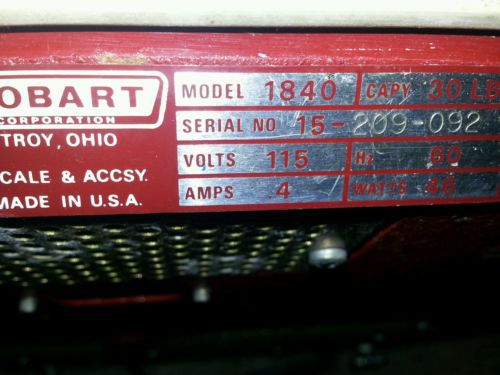 OBART
CORPORATION
TROY, OHIO
CALE & ACCSY.
MADE IN U.S.A.
MODEL 1840 CAPY 30 LB
SERIAL NO 15-209-092
VOLTS 115 Hz 60
AMPS .4 WATTS 46